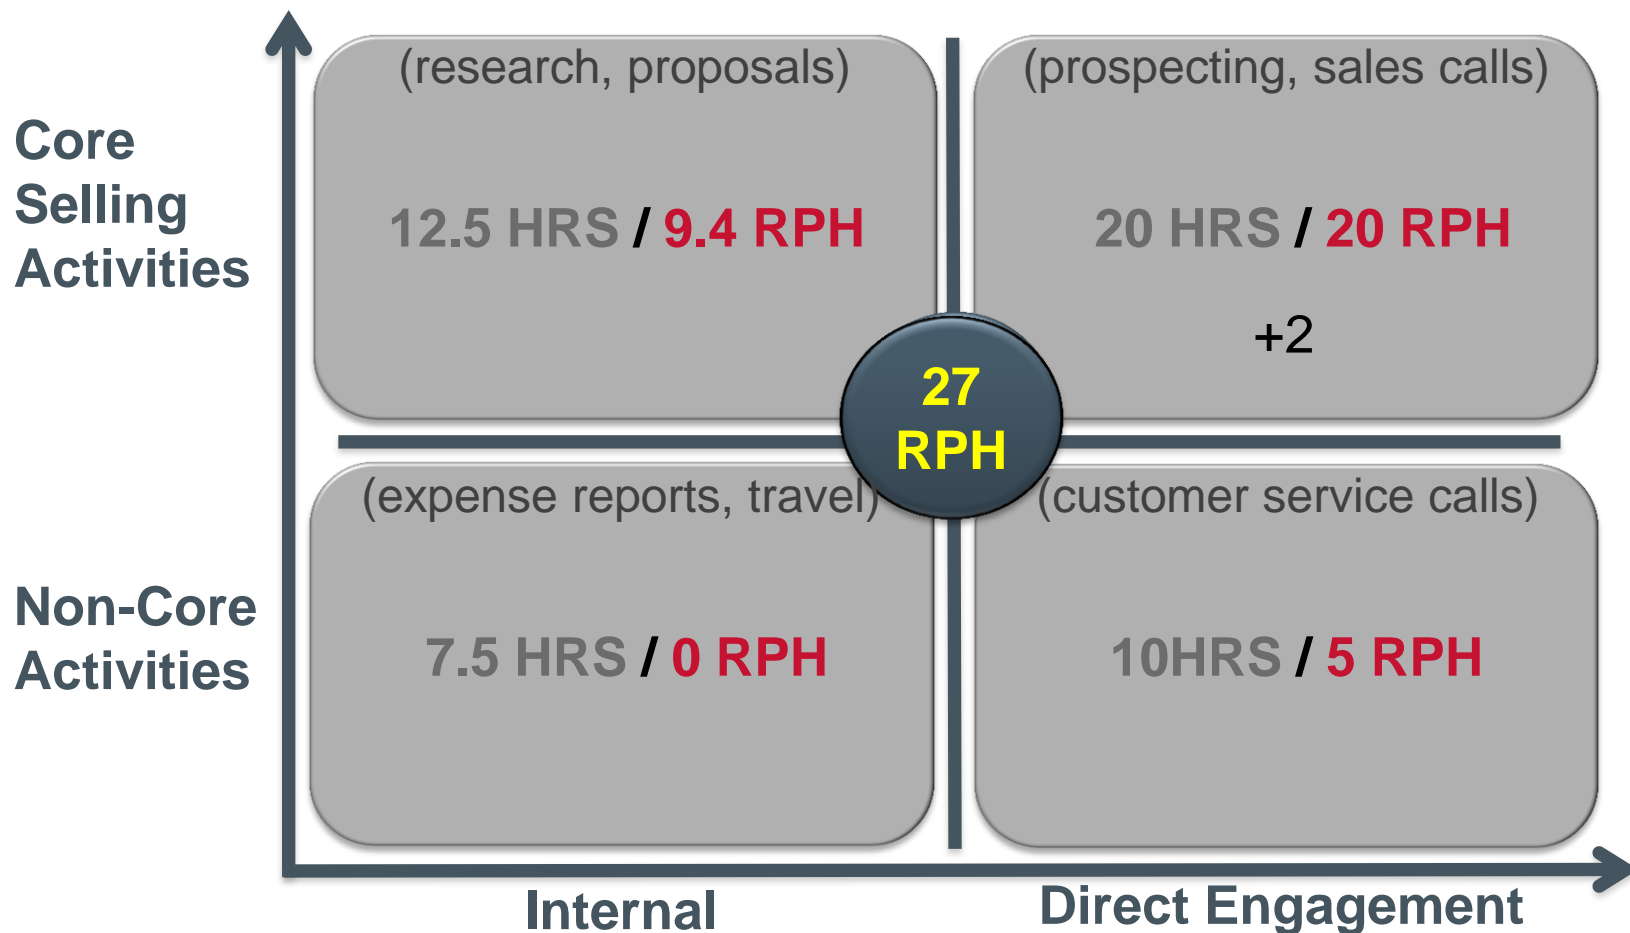 Core
Selling
Activities
(research, proposals)
12.5 HRS / 9.4 RPH
(prospecting, sales calls)
20 HRS / 20 RPH
+2
27
RPH
Non-Core
Activities
(expense reports, travel)
7.5 HRS / 0 RPH
(customer service calls)
10HRS / 5 RPH
Internal
Direct Engagement